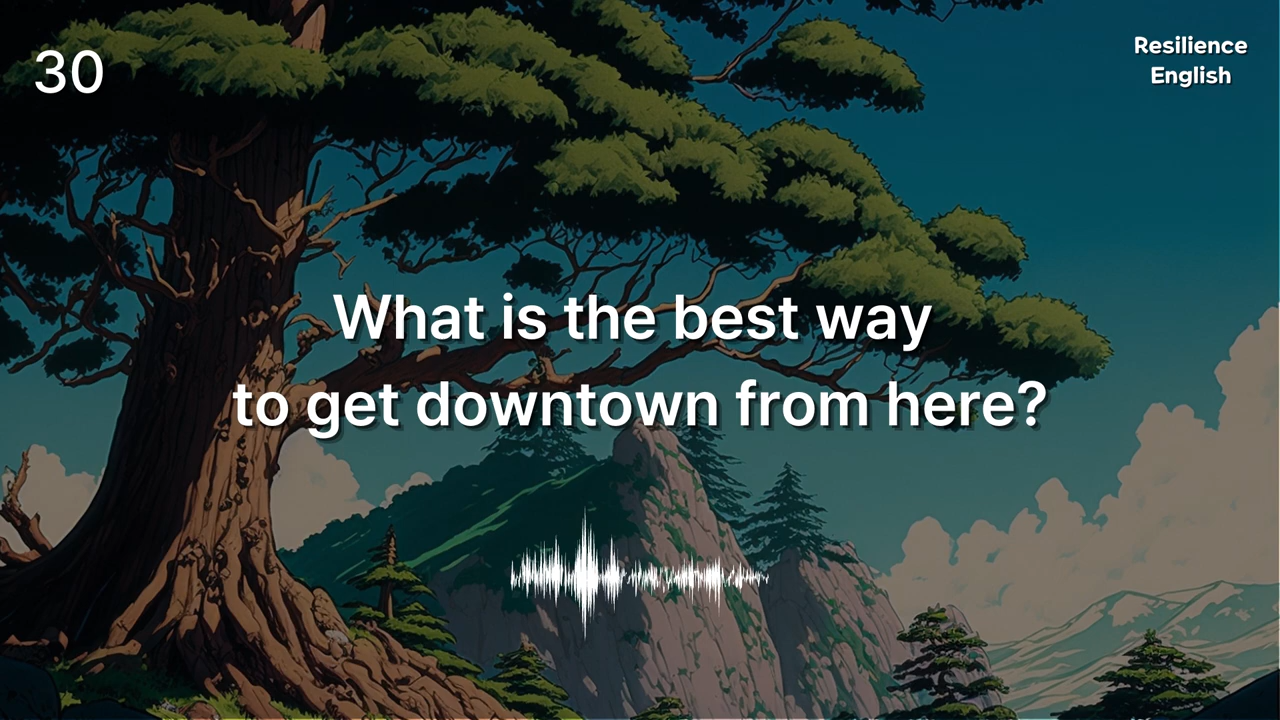 30
Resilience
English
What is the best way
to get downtown from here?